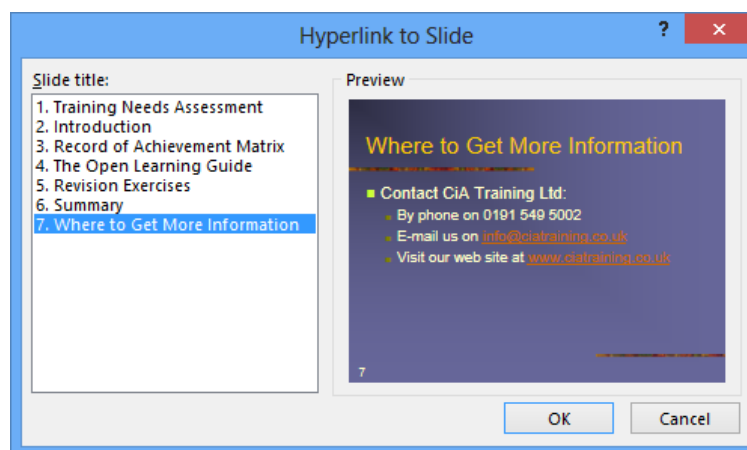 Hyperlink to Slide
?
×
Slide title:
1. Training Needs Assessment
2. Introduction
3. Record of Achievement Matrix
4. The Open Learning Guide
5. Revision Exercises
6. Summary
7. Where to Get More Information
Preview
Where to Get More Information
Contact CiA Training Ltd:
By phone on 0191 549 5002
E-mail us on info@ciatraining.co.uk
Visit our web site at www.ciatraining.co.uk
7
OK
Cancel